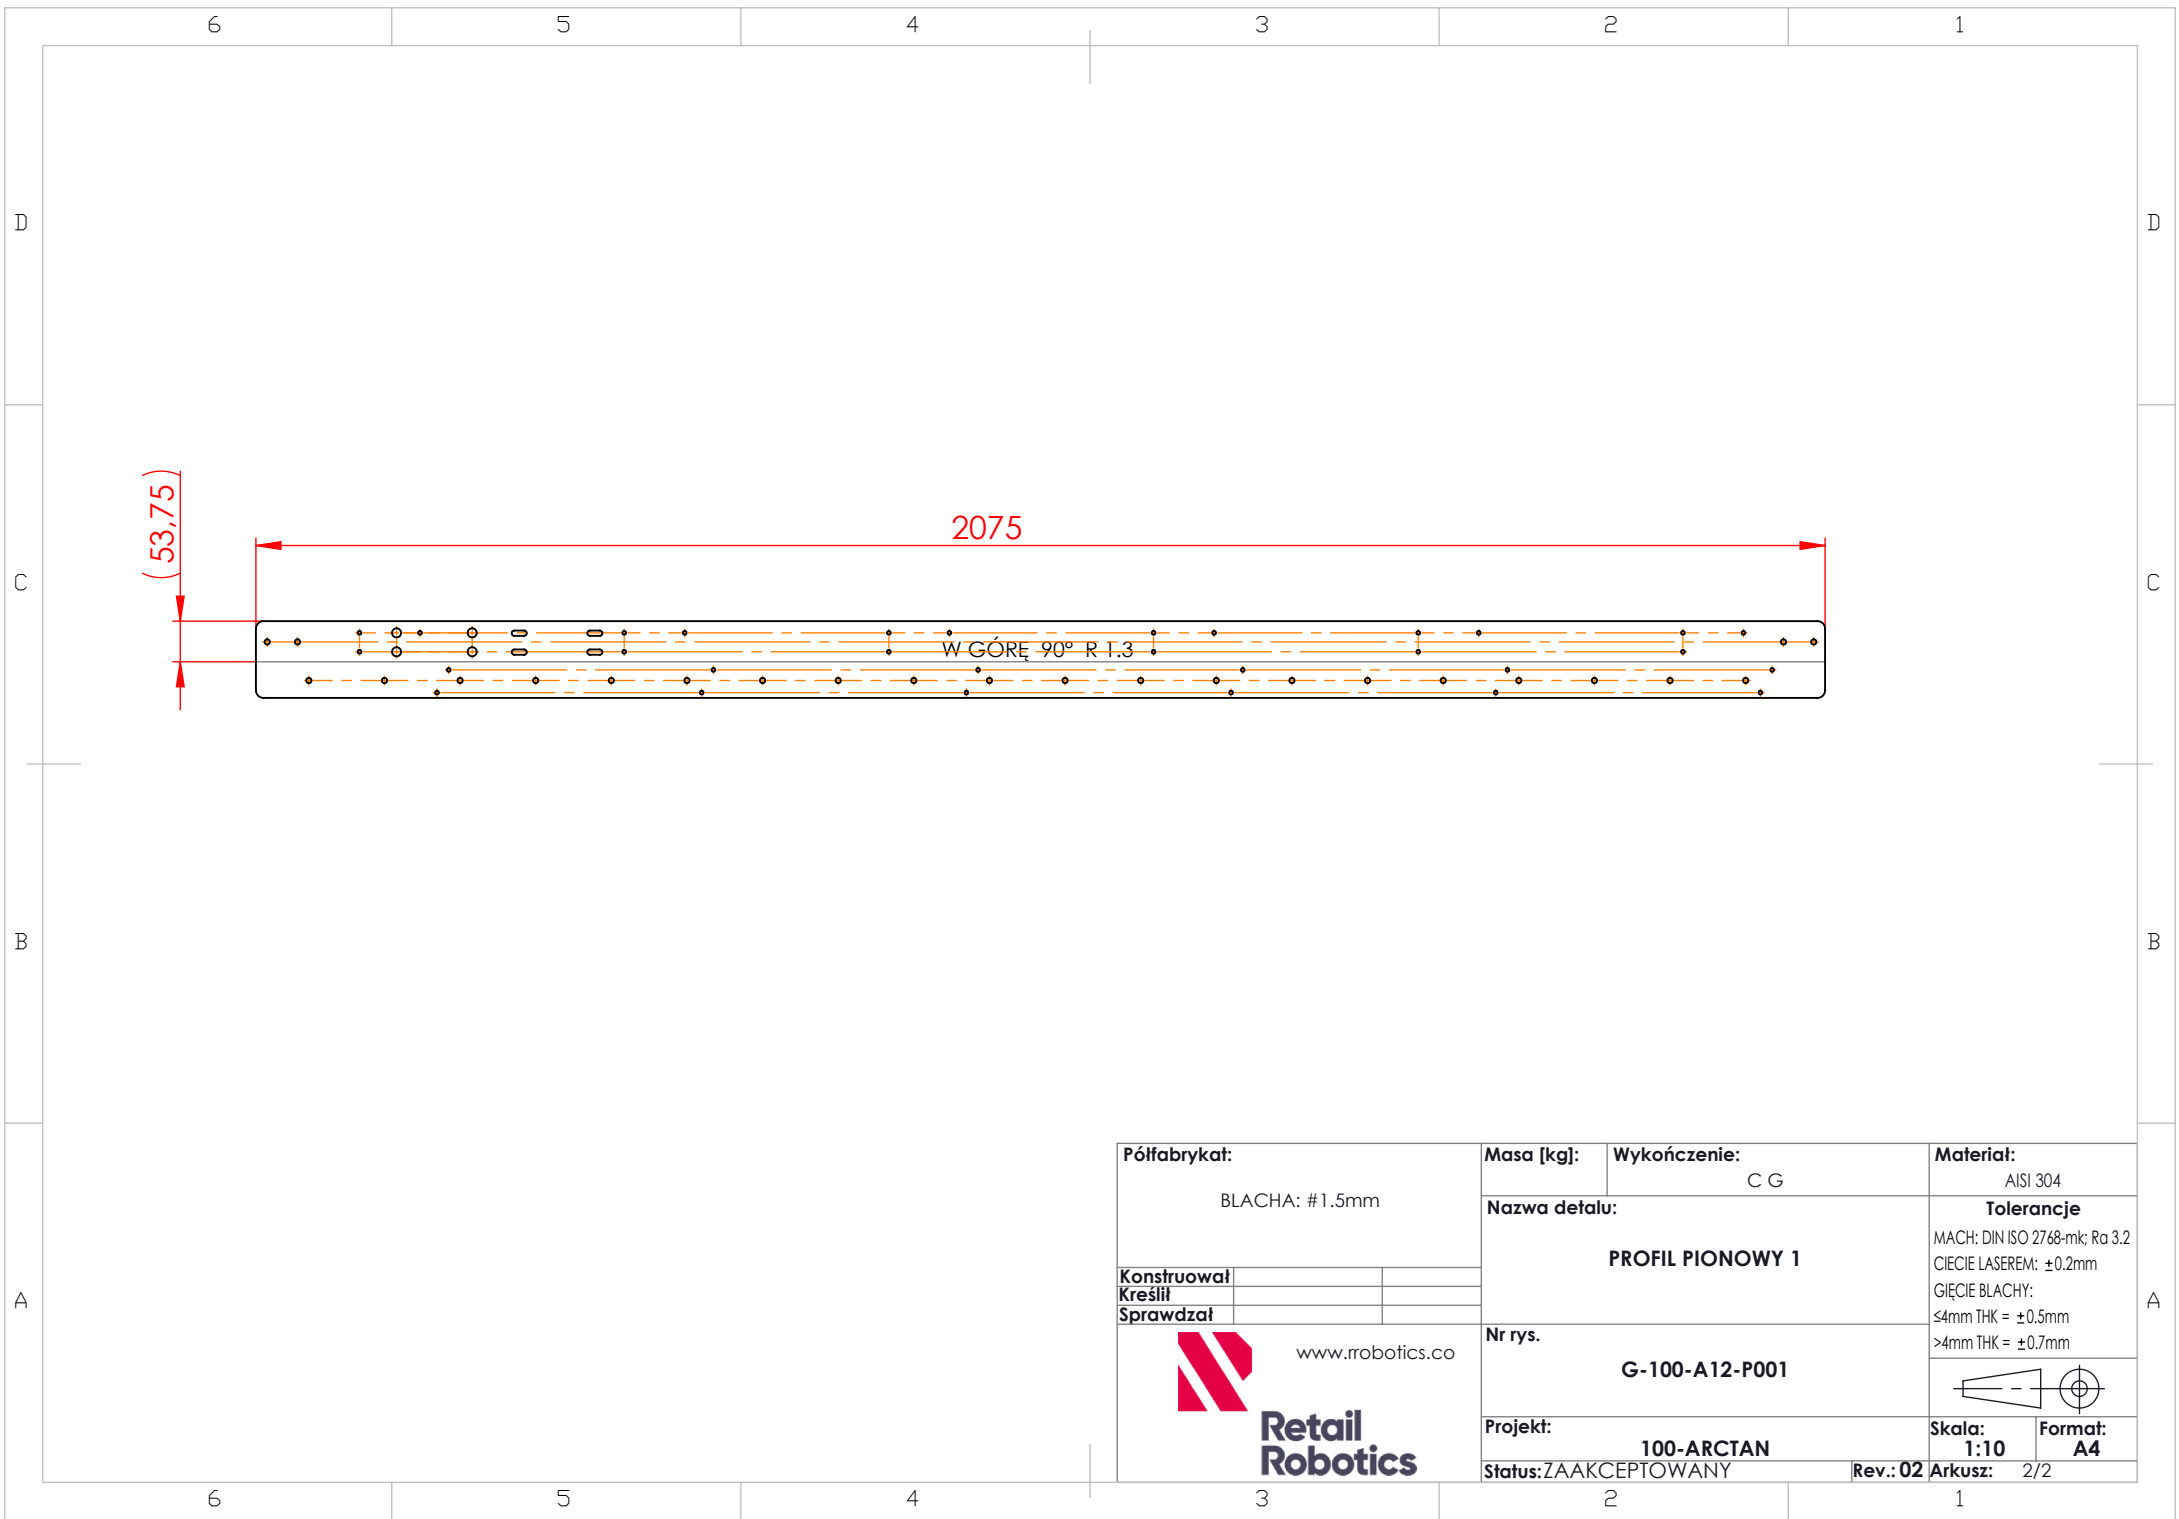 6 5 4 3 2 1
D D
(53,75)
2075
C C
W GÓRĘ 90° R 1.3
B B
Półfabrykat:
BLACHA: #1.5mm
Masa [kg]:
Wykończenie:
C G
Materiał:
AISI 304
Nazwa detalu:
PROFIL PIONOWY 1
Tolerancje
MACH: DIN ISO 2768-mk; Ra 3.2
CIECIE LASEREM: ±0.2mm
GIĘCIE BLACHY:
≤4mm THK = ±0.5mm
>4mm THK = ±0.7mm
Konstruował
Kreślił
Sprawdzał
A A
www.rrobotics.co
Retail
Robotics
Nr rys.
G-100-A12-P001
Projekt:
100-ARCTAN
Skala:
1:10
Format:
A4
Status: ZAAKCEPTOWANY
Rev.: 02
Arkusz: 2/2
6 5 4 3 2 1